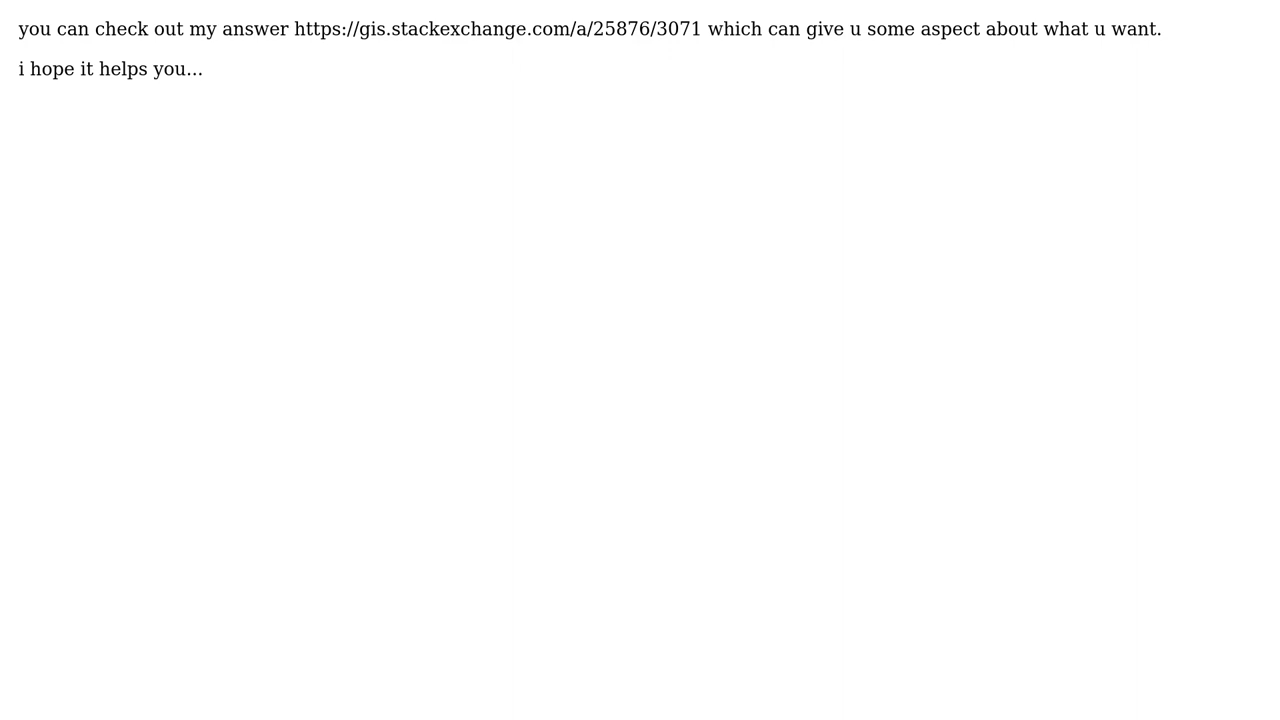 you can check out my answer https://gis.stackexchange.com/a/25876/3071 which can give u some aspect about what u want.
i hope it helps you...